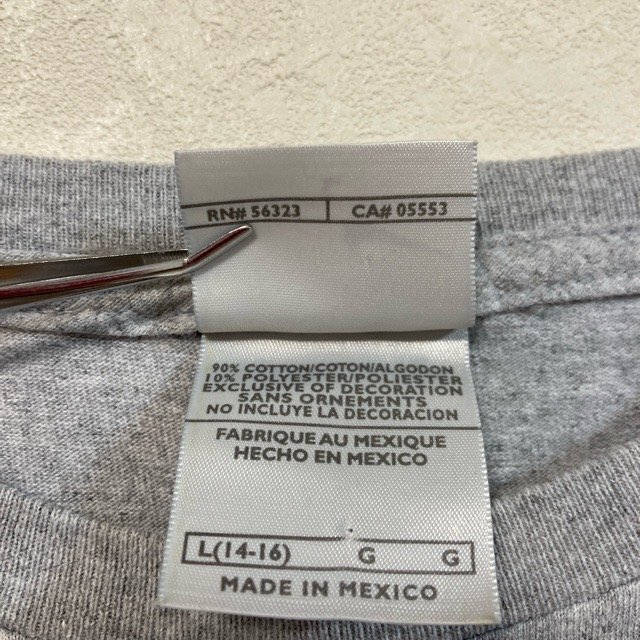 RN# 56323 CA# 05553
90% COTTON/COTON/ALGODON
10% POLYESTER/POLIESTER
EXCLUSIVE OF DECORATION
SANS ORNEMENTS
NO INCLUYE LA DECORACION
FABRIQUE AU MEXIQUE
HECHO EN MEXICO
L(14-16) G G
MADE IN MEXICO